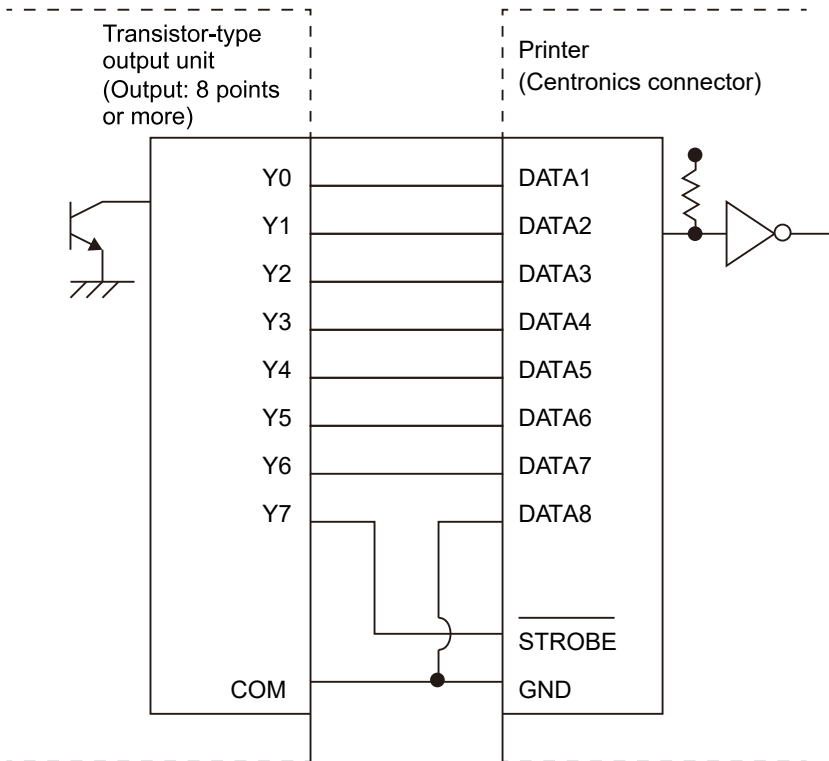 Transistor-type
output unit
(Output: 8 points
or more)
Printer
(Centronics connector)
Y0
DATA1
Y1
DATA2
Y2
DATA3
Y3
DATA4
Y4
DATA5
Y5
DATA6
Y6
DATA7
Y7
DATA8
STROBE
COM
GND